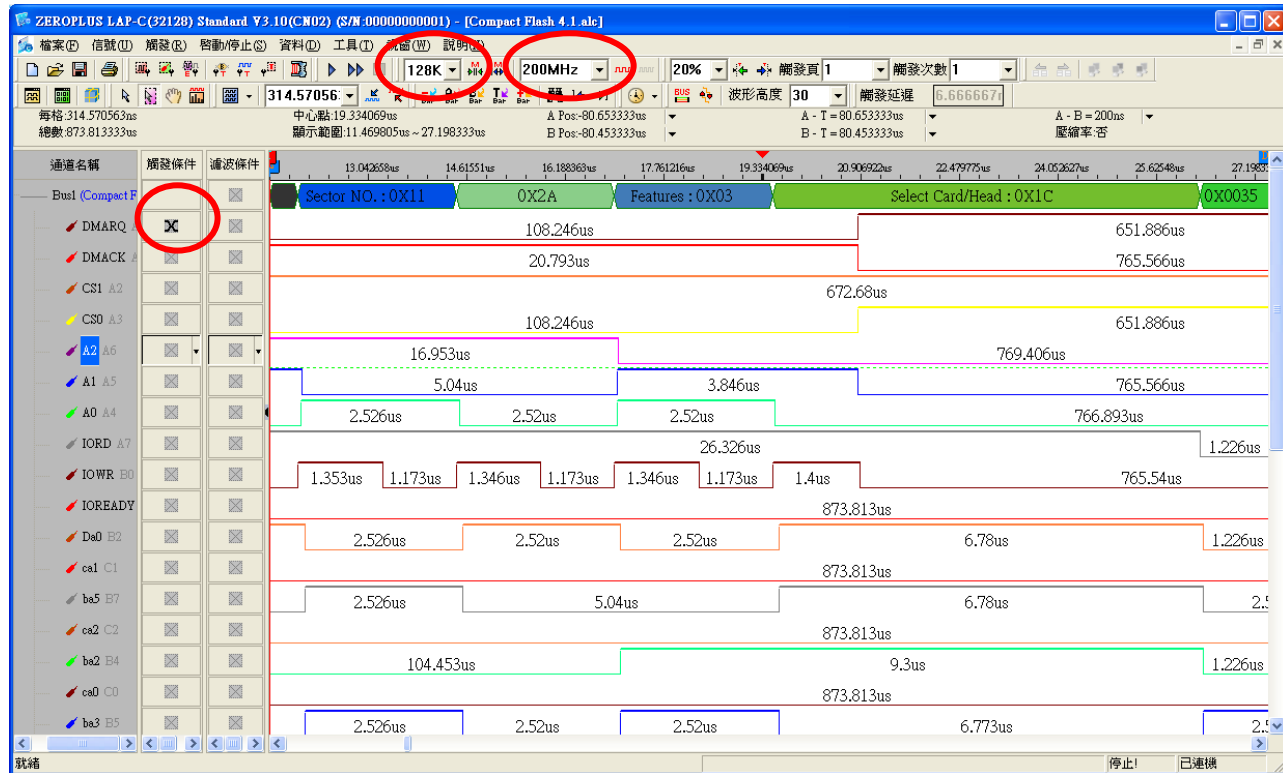 ZEROPLUS LAP-C(32128) Standard V3.10(CN02) (S/N:00000000001) - [Compact Flash 4.1.alc]
檔案(F) 信號(U) 觸發(R) 啓動/停止(S) 資料(D) 工具(T) 視窗(W) 說明
128K 200MHz 20% 觸發頁 1 觸發次數 1
314.57056 Bar Bar Bar Bar BUS 波形高度 30 觸發延遲 6.666667r
每格:314.570563ns 中心點:19.334069us A Pos:-80.653333us A - T = 80.653333us A - B = 200ns
總數:873.813333us 顯示範圍:11.469805us ~ 27.198333us B Pos:-80.453333us B - T = 80.453333us 壓縮率:否
通道名稱 觸發條件 濾波條件 13.042658us 14.61551us 16.188363us 17.761216us 19.334069us 20.906922us 22.479775us 24.052627us 25.62548us 27.1983
Bus1 (Compact F Sector NO. : 0X11 0X2A Features : 0X03 Select Card/Head : 0X1C 0X0035
DMARQ 108.246us 651.886us
DMACK 20.793us 765.566us
CS1 A2 672.68us
CS0 A3 108.246us 651.886us
A2 A6 16.953us 769.406us
A1 A5 5.04us 3.846us 765.566us
A0 A4 2.526us 2.52us 2.52us 766.893us
IORD A7 26.326us 1.226us
IOWR B0 1.353us 1.173us 1.346us 1.173us 1.346us 1.173us 1.4us 765.54us
IOREADY 873.813us
Da0 B2 2.526us 2.52us 2.52us 6.78us 1.226us
ca1 C1 873.813us
ba5 B7 2.526us 5.04us 6.78us 2.5
ca2 C2 873.813us
ba2 B4 104.453us 9.3us 1.226us
ca0 C0 873.813us
ba3 B5 2.526us 2.52us 2.52us 6.773us 2.5
就緒 停止! 已連機